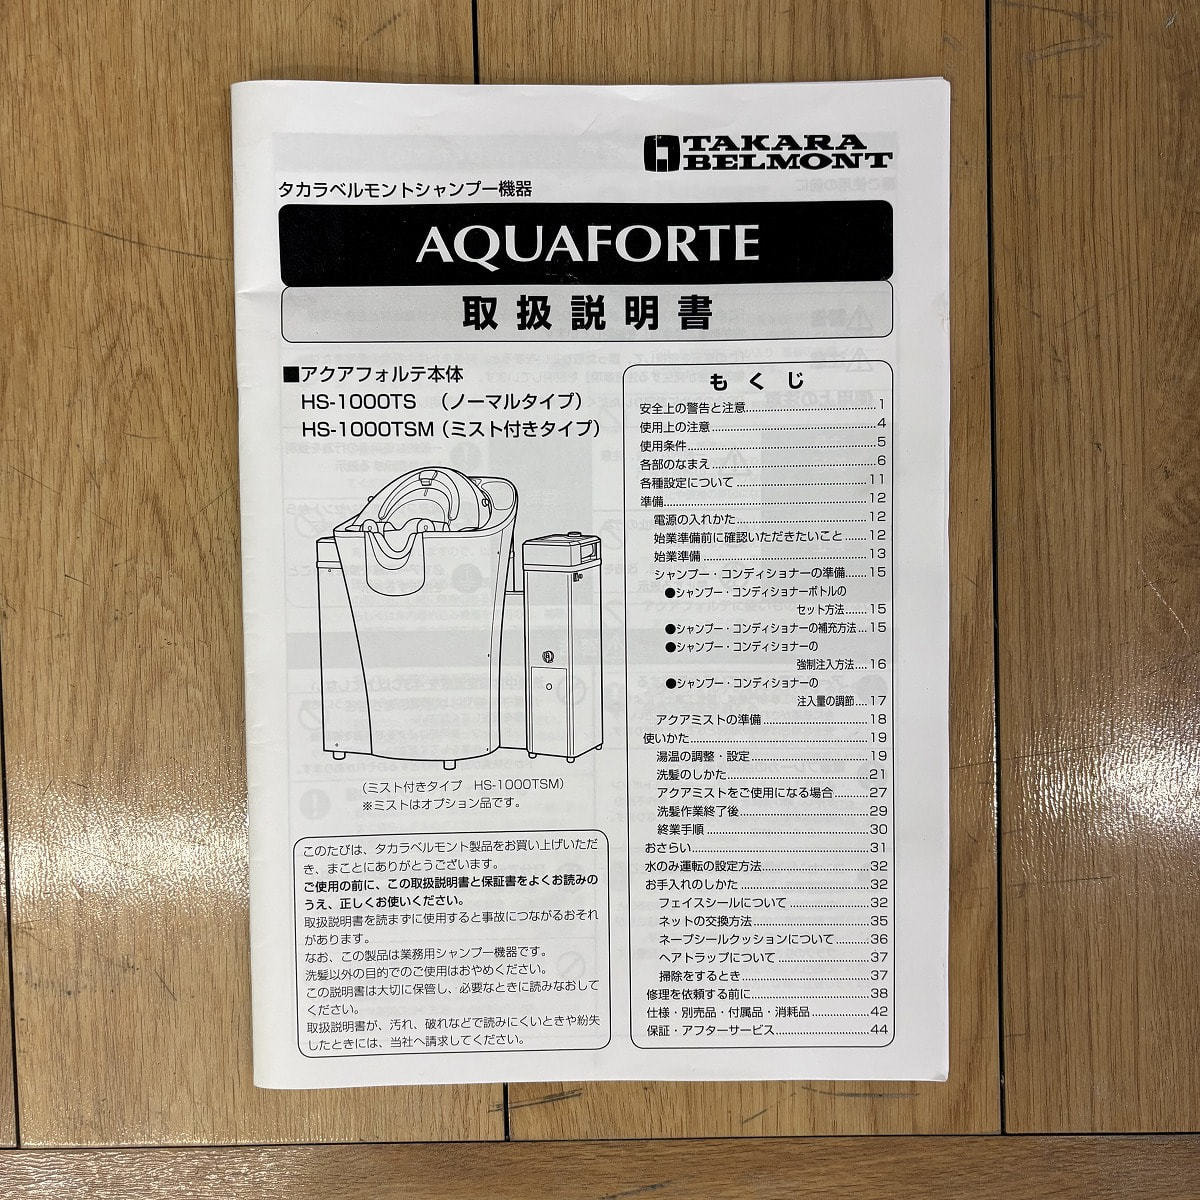 TAKARA
BELMONT
タカラベルモントシャンプー機器
AQUAFORTE
取扱説明書
■アクアフォルテ本体
HS-1000TS （ノーマルタイプ）
HS-1000TSM（ミスト付きタイプ）
（ミスト付きタイプ HS-1000TSM）
※ミストはオプション品です。
このたびは、タカラベルモント製品をお買い上げいただ
き、まことにありがとうございます。
ご使用の前に、この取扱説明書と保証書をよくお読みの
うえ、正しくお使いください。
取扱説明書を読まずに使用すると事故につながるおそれ
があります。
なお、この製品は業務用シャンプー機器です。
洗髪以外の目的でのご使用はおやめください。
この説明書は大切に保管し、必要なときに読みなおして
ください。
取扱説明書が、汚れ、破れなどで読みにくいときや紛失
したときには、当社へ請求してください。
もくじ
安全上の警告と注意....................1
使用上の注意....................4
使用条件....................5
各部のなまえ....................6
各種設定について....................11
準備....................12
電源の入れかた....................12
始業準備前に確認いただきたいこと......12
始業準備....................13
シャンプー・コンディショナーの準備......15
●シャンプー・コンディショナーボトルの
セット方法......15
●シャンプー・コンディショナーの補充方法...15
●シャンプー・コンディショナーの
強制注入方法....16
●シャンプー・コンディショナーの
注入量の調節....17
アクアミストの準備....................18
使いかた....................19
湯温の調整・設定....................19
洗髪のしかた....................21
アクアミストをご使用になる場合..........27
洗髪作業終了後....................29
終業手順....................30
おさらい....................31
水のみ運転の設定方法....................32
お手入れのしかた....................32
フェイスシールについて....................32
ネットの交換方法....................35
ネープシールクッションについて..........36
ヘアトラップについて....................37
掃除をするとき....................37
修理を依頼する前に....................38
仕様・別売品・付属品・消耗品..............42
保証・アフターサービス....................44